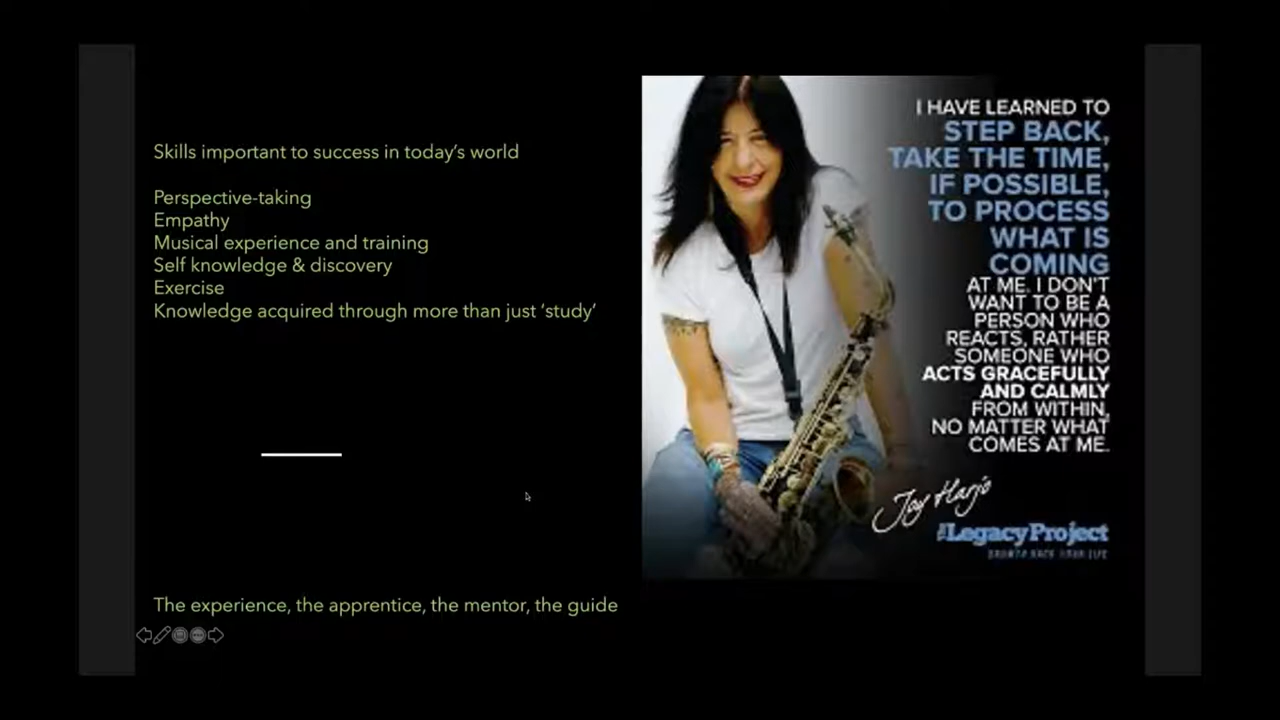 Skills important to success in today's world
Perspective-taking
Empathy
Musical experience and training
Self knowledge & discovery
Exercise
Knowledge acquired through more than just ‘study’
The experience, the apprentice, the mentor, the guide
I HAVE LEARNED TO
STEP BACK,
TAKE THE TIME,
IF POSSIBLE,
TO PROCESS
WHAT IS
COMING
AT ME. I DON'T
WANT TO BE A
PERSON WHO
REACTS, RATHER
SOMEONE WHO
ACTS GRACEFULLY
AND CALMLY
FROM WITHIN,
NO MATTER WHAT
COMES AT ME.
Joy Harjo
the LegacyProject